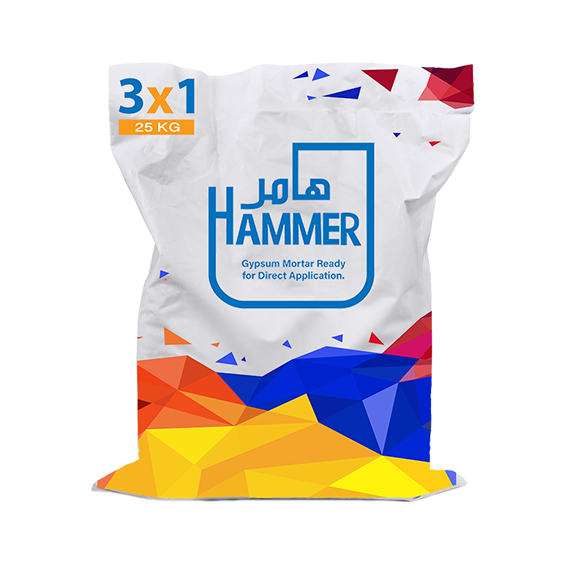 3x1
25 KG
هامر
HAMMER
Gypsum Mortar Ready
for Direct Application.